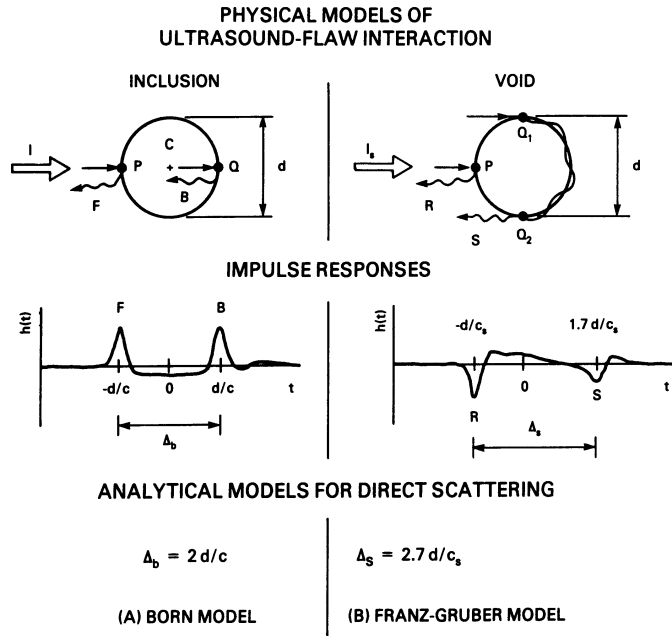 PHYSICAL MODELS OF
ULTRASOUND-FLAW INTERACTION
INCLUSION
VOID
I
C
P
+
Q
B
F
d
Iₛ
Q₁
P
R
S
Q₂
d
IMPULSE RESPONSES
h(t)
F
B
-d/c
0
d/c
t
Δb
h(t)
-d/cₛ
1.7 d/cₛ
0
t
R
S
Δₛ
ANALYTICAL MODELS FOR DIRECT SCATTERING
Δb = 2 d/c
ΔS = 2.7 d/cₛ
(A) BORN MODEL
(B) FRANZ-GRUBER MODEL